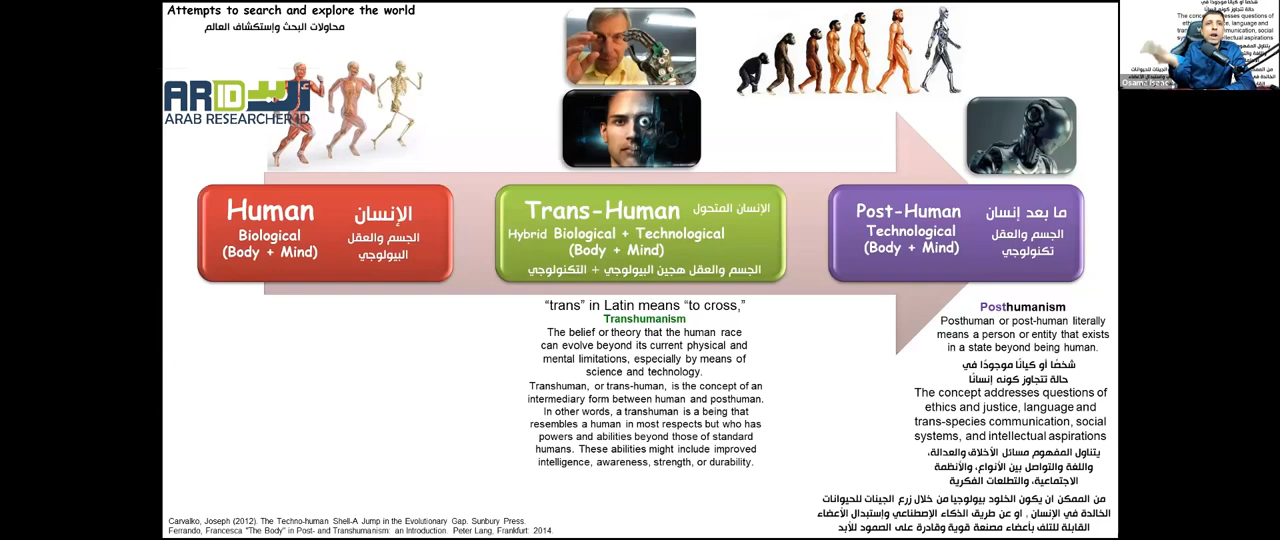 Attempts to search and explore the world
محاولات البحث وإستكشاف العالم
ARID أريد
ARAB RESEARCHER ID
Human
الإنسان
Biological
(Body + Mind)
الجسم والعقل
البيولوجي
Trans-Human
الإنسان المتحول
Hybrid Biological + Technological
(Body + Mind)
الجسم والعقل هجين البيولوجي + التكنولوجي
Post-Human
ما بعد إنسان
Technological
(Body + Mind)
الجسم والعقل
تكنولوجي
“trans” in Latin means “to cross,”
Transhumanism
The belief or theory that the human race
can evolve beyond its current physical and
mental limitations, especially by means of
science and technology.
Transhuman, or trans-human, is the concept of an
intermediary form between human and posthuman.
In other words, a transhuman is a being that
resembles a human in most respects but who has
powers and abilities beyond those of standard
humans. These abilities might include improved
intelligence, awareness, strength, or durability.
Posthumanism
Posthuman or post-human literally
means a person or entity that exists
in a state beyond being human.
شخصًا أو كيانًا موجودًا في
حالة تتجاوز كونه إنسانًا
The concept addresses questions of
ethics and justice, language and
trans-species communication, social
systems, and intellectual aspirations
يتناول المفهوم مسائل الأخلاق والعدالة،
واللغة والتواصل بين الأنواع، والأنظمة
الاجتماعية، والتطلعات الفكرية
من الممكن ان يكون الخلود بيولوجيا من خلال زرع الجينات للحيوانات
الخالدة في الإنسان , او عن طريق الذكاء الإصطناعي وإستبدال الأعضاء
القابلة للتلف بأعضاء مصنعة قوية وقادرة على الصمود للأبد
Carvalko, Joseph (2012). The Techno-human Shell-A Jump in the Evolutionary Gap. Sunbury Press.
Ferrando, Francesca "The Body" in Post- and Transhumanism: an Introduction. Peter Lang, Frankfurt: 2014.
Osama Isaac